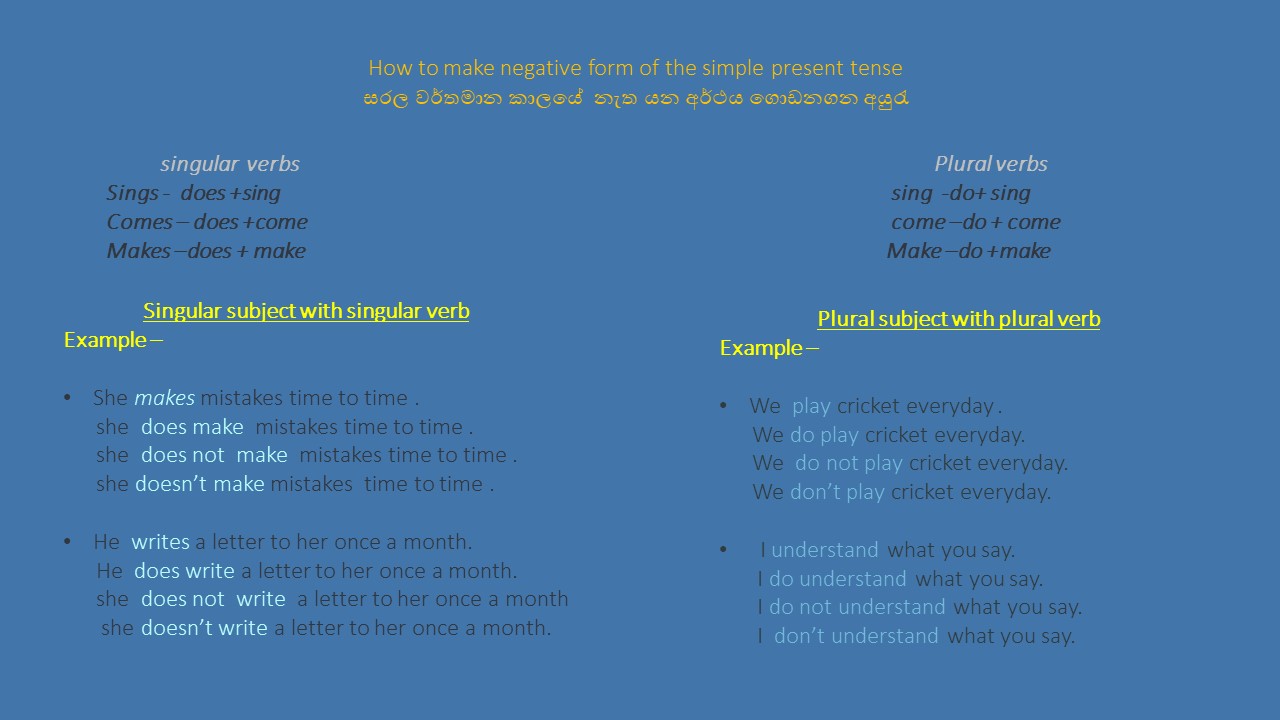 How to make negative form of the simple present tense
සරල වර්තමාන කාලයේ නැත යන අර්ථය ගොඩනගන අයුරු
singular verbs
Sings - does +sing
Comes – does +come
Makes –does + make
Singular subject with singular verb
Example –
• She makes mistakes time to time .
she does make mistakes time to time .
she does not make mistakes time to time .
she doesn’t make mistakes time to time .
• He writes a letter to her once a month.
He does write a letter to her once a month.
she does not write a letter to her once a month
she doesn’t write a letter to her once a month.
Plural verbs
sing -do+ sing
come –do + come
Make –do +make
Plural subject with plural verb
Example –
• We play cricket everyday .
We do play cricket everyday.
We do not play cricket everyday.
We don’t play cricket everyday.
• I understand what you say.
I do understand what you say.
I do not understand what you say.
I don’t understand what you say.